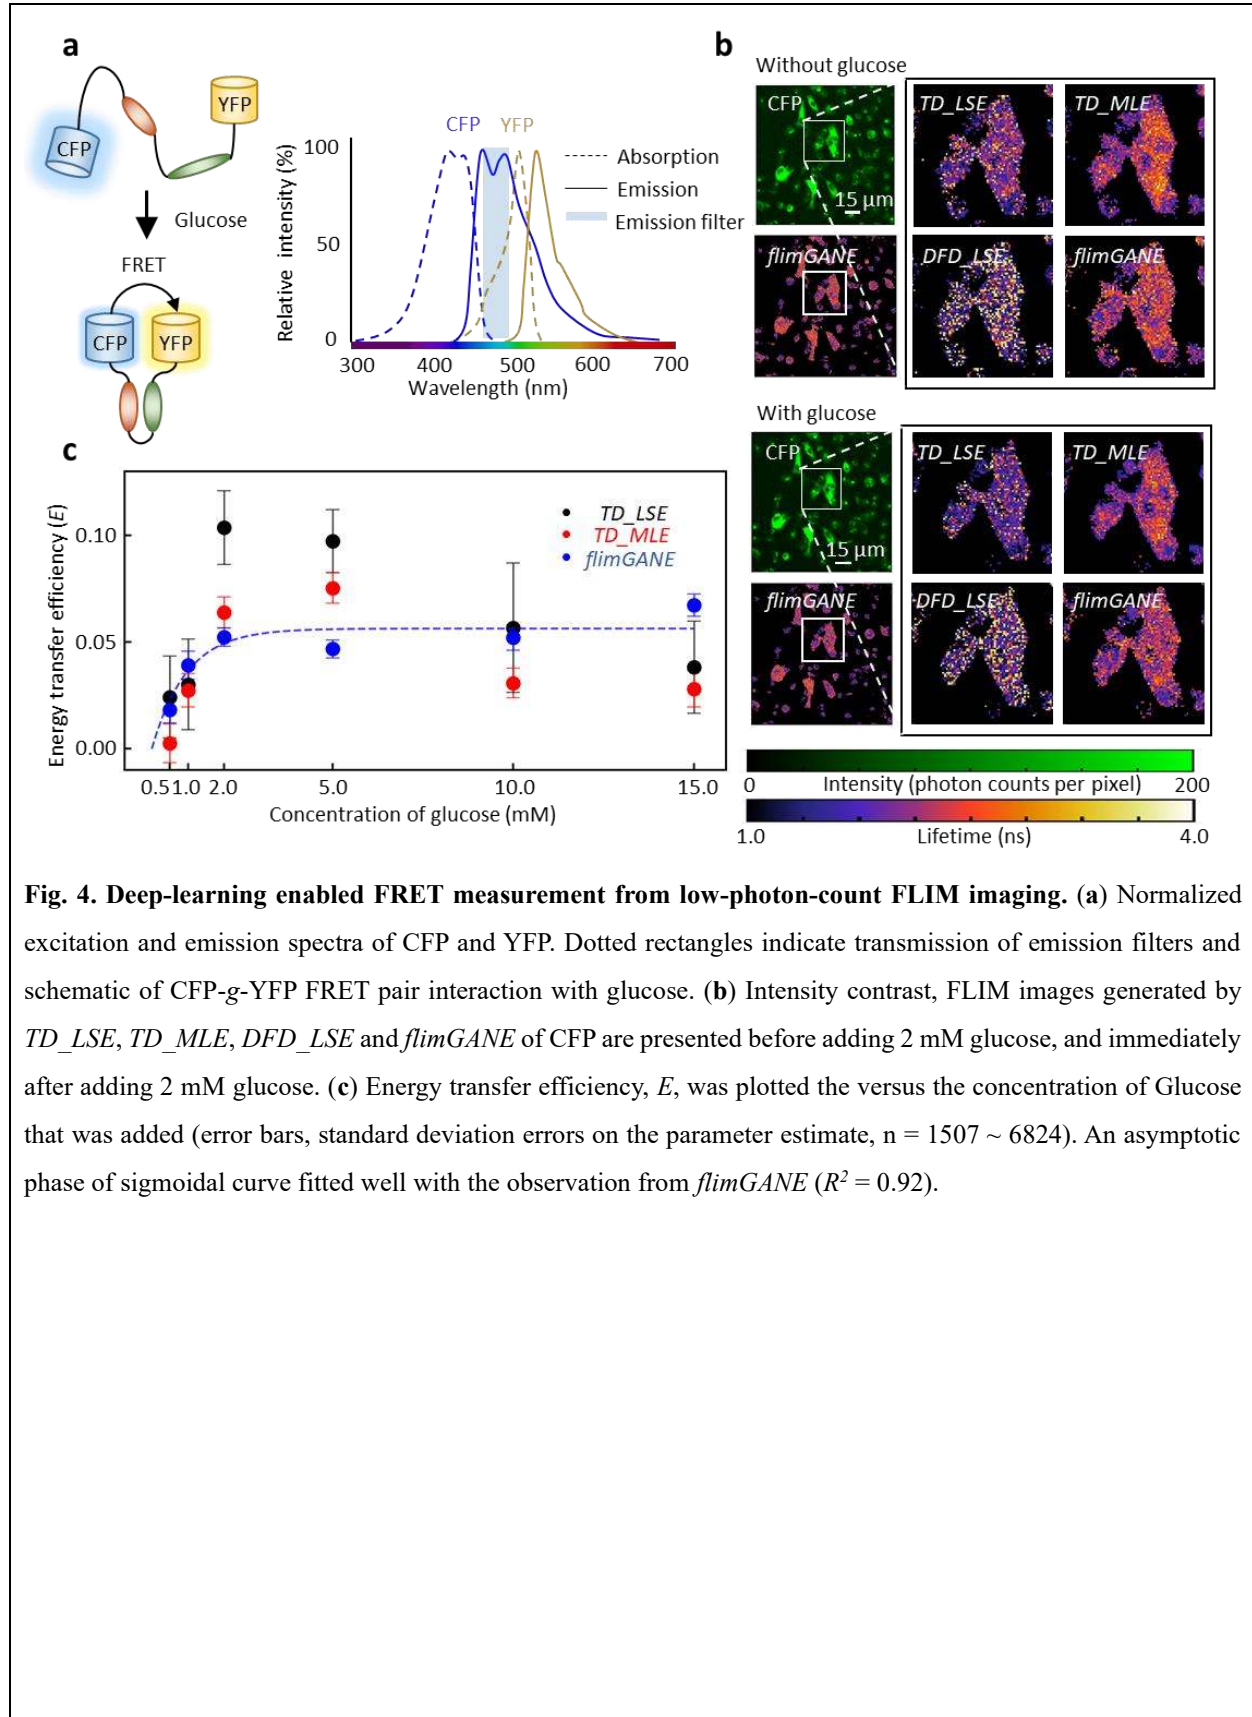 a
CFP
YFP
Glucose
FRET
CFP
YFP
CFP
YFP
Relative intensity (%)
100
50
0
300
400
500
600
700
Wavelength (nm)
Absorption
Emission
Emission filter
b
Without glucose
CFP
15 μm
flimGANE
TD_LSE
TD_MLE
DFD_LSE
flimGANE
With glucose
CFP
15 μm
flimGANE
TD_LSE
TD_MLE
DFD_LSE
flimGANE
0
Intensity (photon counts per pixel)
200
1.0
Lifetime (ns)
4.0
c
Energy transfer efficiency (E)
0.10
0.05
0.00
TD_LSE
TD_MLE
flimGANE
0.5
1.0
2.0
5.0
10.0
15.0
Concentration of glucose (mM)
Fig. 4. Deep-learning enabled FRET measurement from low-photon-count FLIM imaging. (a) Normalized
excitation and emission spectra of CFP and YFP. Dotted rectangles indicate transmission of emission filters and
schematic of CFP-g-YFP FRET pair interaction with glucose. (b) Intensity contrast, FLIM images generated by
TD_LSE, TD_MLE, DFD_LSE and flimGANE of CFP are presented before adding 2 mM glucose, and immediately
after adding 2 mM glucose. (c) Energy transfer efficiency, E, was plotted the versus the concentration of Glucose
that was added (error bars, standard deviation errors on the parameter estimate, n = 1507 ~ 6824). An asymptotic
phase of sigmoidal curve fitted well with the observation from flimGANE (R² = 0.92).